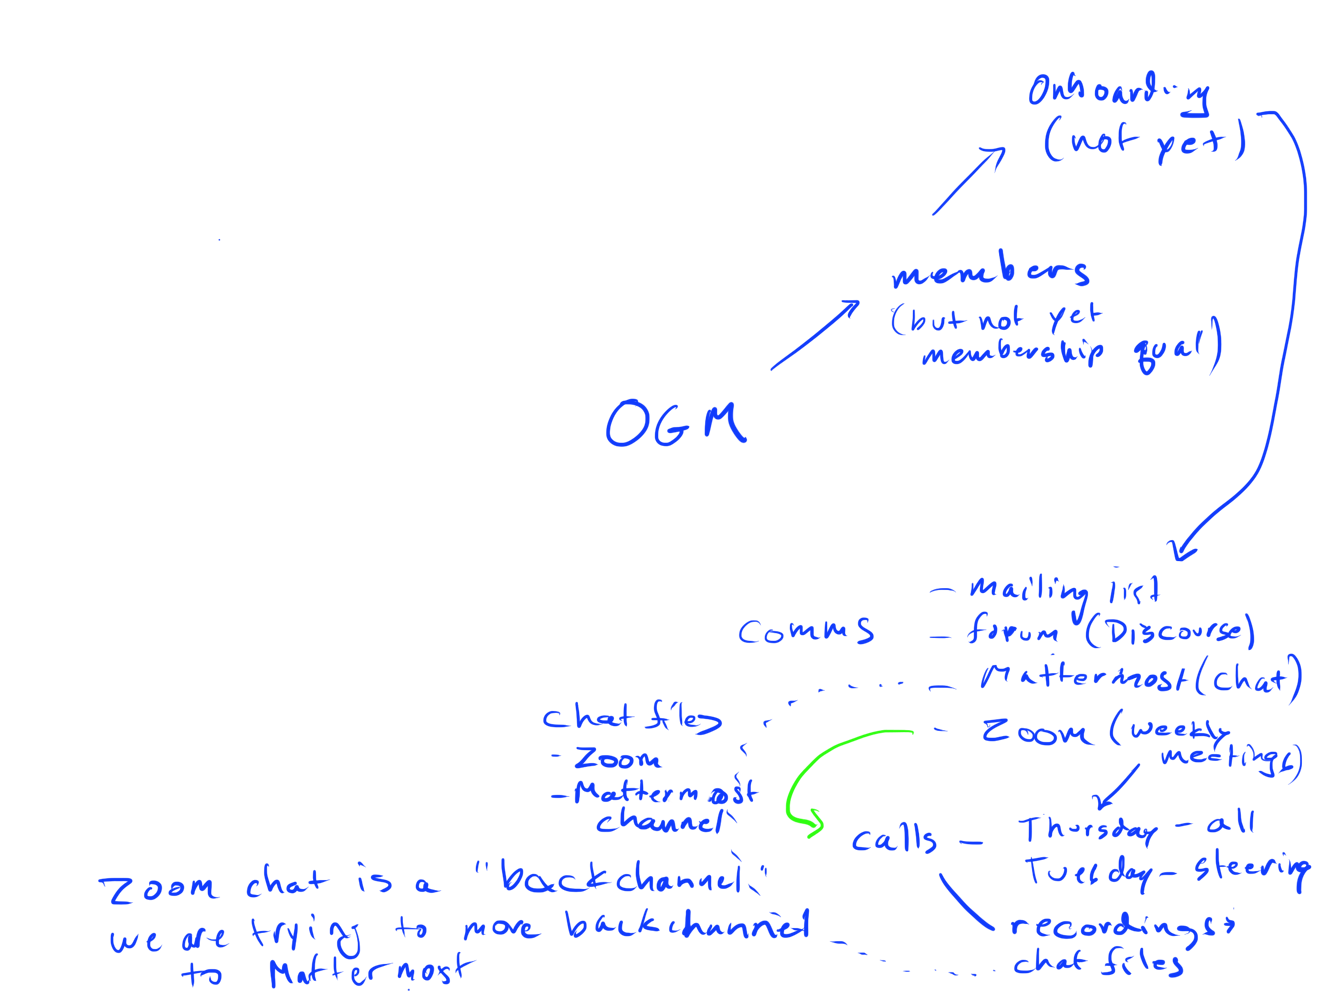 Onboarding
(not yet)
members
(but not yet
membership qual)
OGM
Comms
- mailing list
- forum (Discourse)
- Mattermost (chat)
- Zoom (weekly
meetings)
chat files
- Zoom
- Mattermost
channel
calls - Thursday - all
Tuesday - steering
recordings
chat files
Zoom chat is a "backchannel"
we are trying to move backchannel
to Mattermost